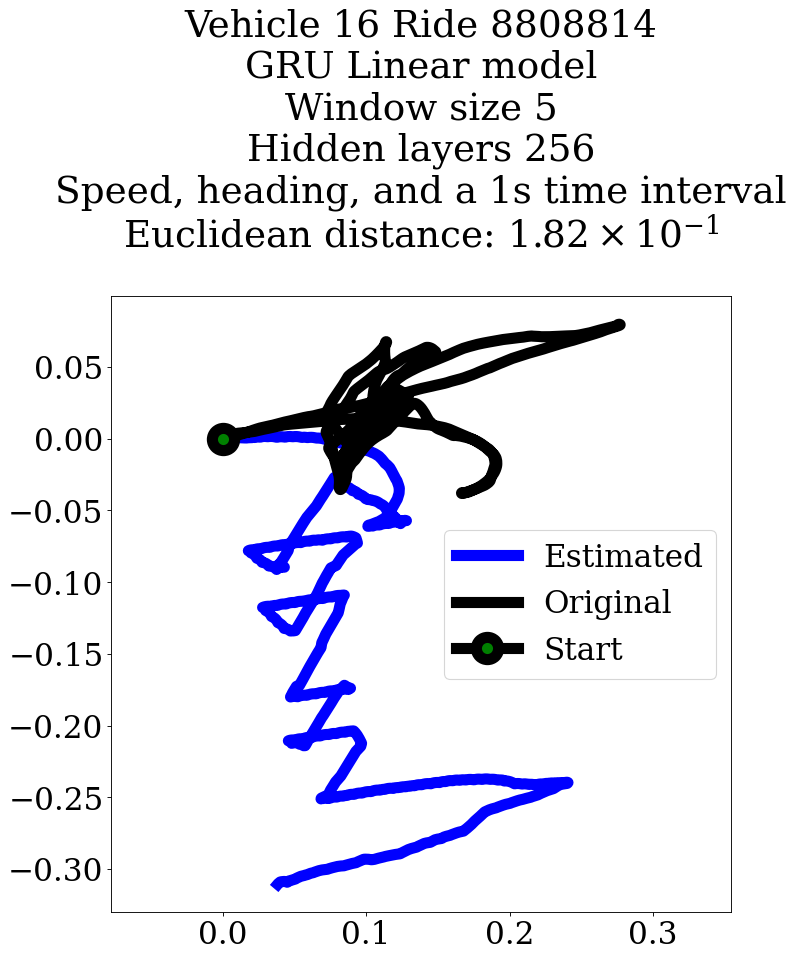 Vehicle 16 Ride 8808814
GRU Linear model
Window size 5
Hidden layers 256
Speed, heading, and a 1s time interval
Euclidean distance: 1.82 × 10⁻¹
0.05
0.00
−0.05
−0.10
−0.15
−0.20
−0.25
−0.30
Estimated
Original
Start
0.0 0.1 0.2 0.3